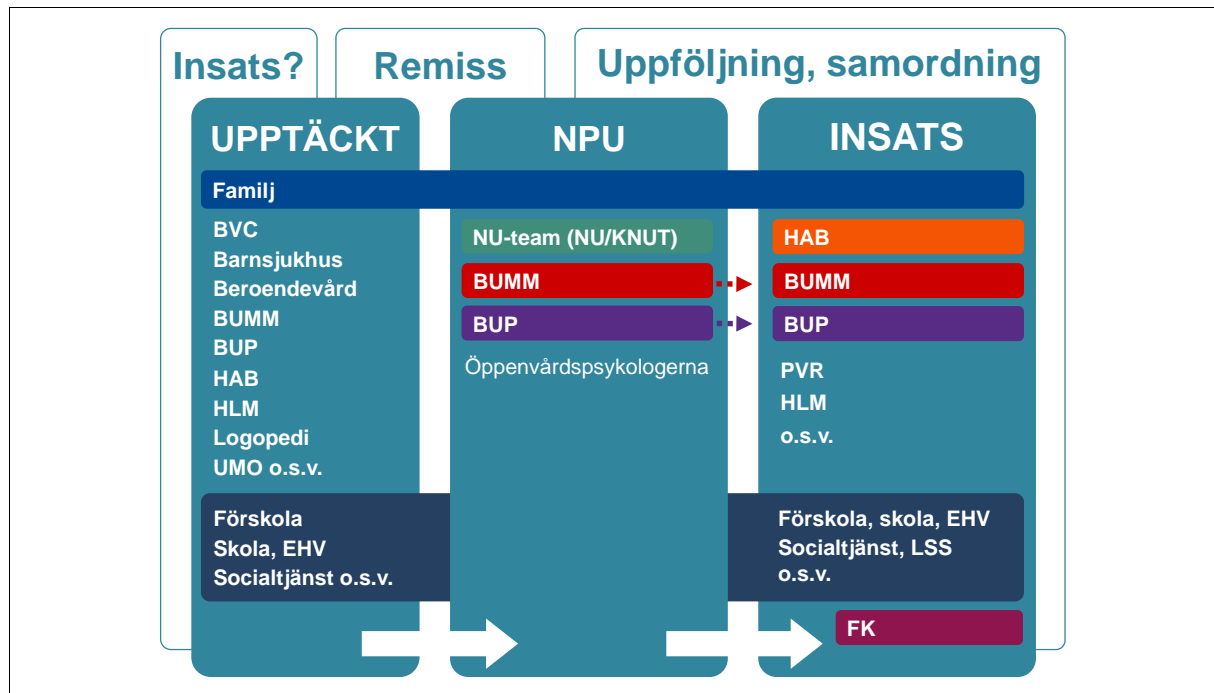 Insats?
Remiss
Uppföljning, samordning
UPPTÄCKT
Familj
BVC
Barnsjukhus
Beroendevård
BUMM
BUP
HAB
HLM
Logopedi
UMO o.s.v.
Förskola
Skola, EHV
Socialtjänst o.s.v.
NPU
NU-team (NU/KNUT)
BUMM
BUP
Öppenvårdspsykologerna
INSATS
HAB
BUMM
BUP
PVR
HLM
o.s.v.
Förskola, skola, EHV
Socialtjänst, LSS
o.s.v.
FK